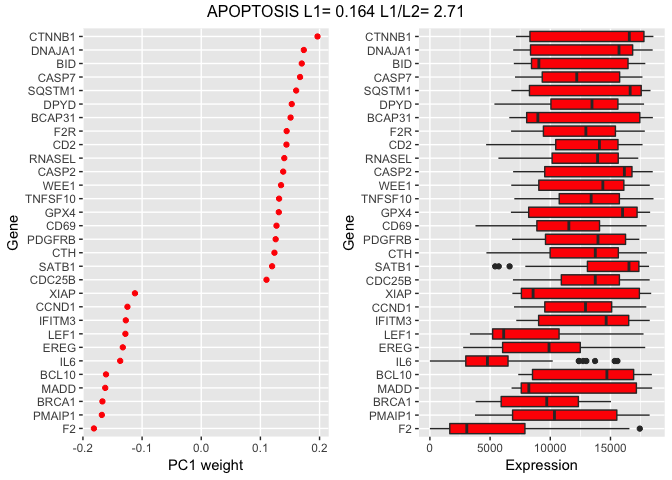 APOPTOSIS L1= 0.164 L1/L2= 2.71
Gene
CTNNB1
DNAJA1
BID
CASP7
SQSTM1
DPYD
BCAP31
F2R
CD2
RNASEL
CASP2
WEE1
TNFSF10
GPX4
CD69
PDGFRB
CTH
SATB1
CDC25B
XIAP
CCND1
IFITM3
LEF1
EREG
IL6
BCL10
MADD
BRCA1
PMAIP1
F2
-0.2 -0.1 0.0 0.1 0.2
PC1 weight
Gene
CTNNB1
DNAJA1
BID
CASP7
SQSTM1
DPYD
BCAP31
F2R
CD2
RNASEL
CASP2
WEE1
TNFSF10
GPX4
CD69
PDGFRB
CTH
SATB1
CDC25B
XIAP
CCND1
IFITM3
LEF1
EREG
IL6
BCL10
MADD
BRCA1
PMAIP1
F2
0 5000 10000 15000
Expression